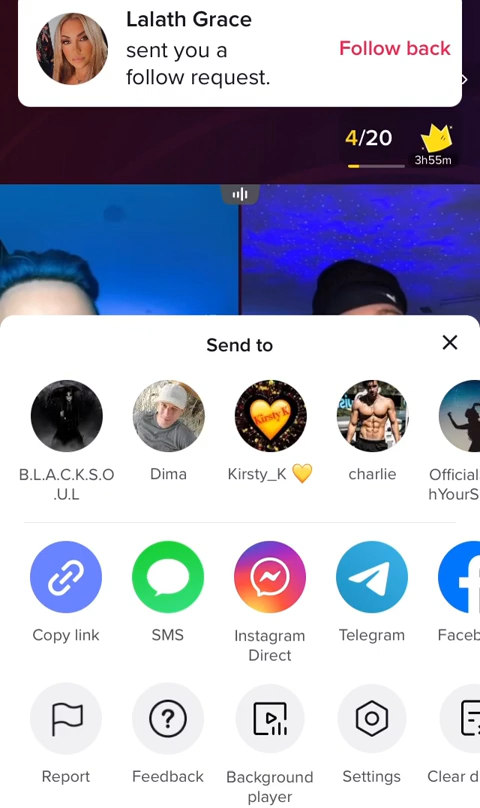 Lalath Grace
sent you a
follow request.
Follow back
4/20
3h55m
Send to
B.L.A.C.K.S.O
.U.L
Dima
Kirsty_K 💛
charlie
Official
hYourS
Kirsty K
Copy link
SMS
Instagram
Direct
Telegram
Faceb
Report
Feedback
Background
player
Settings
Clear d